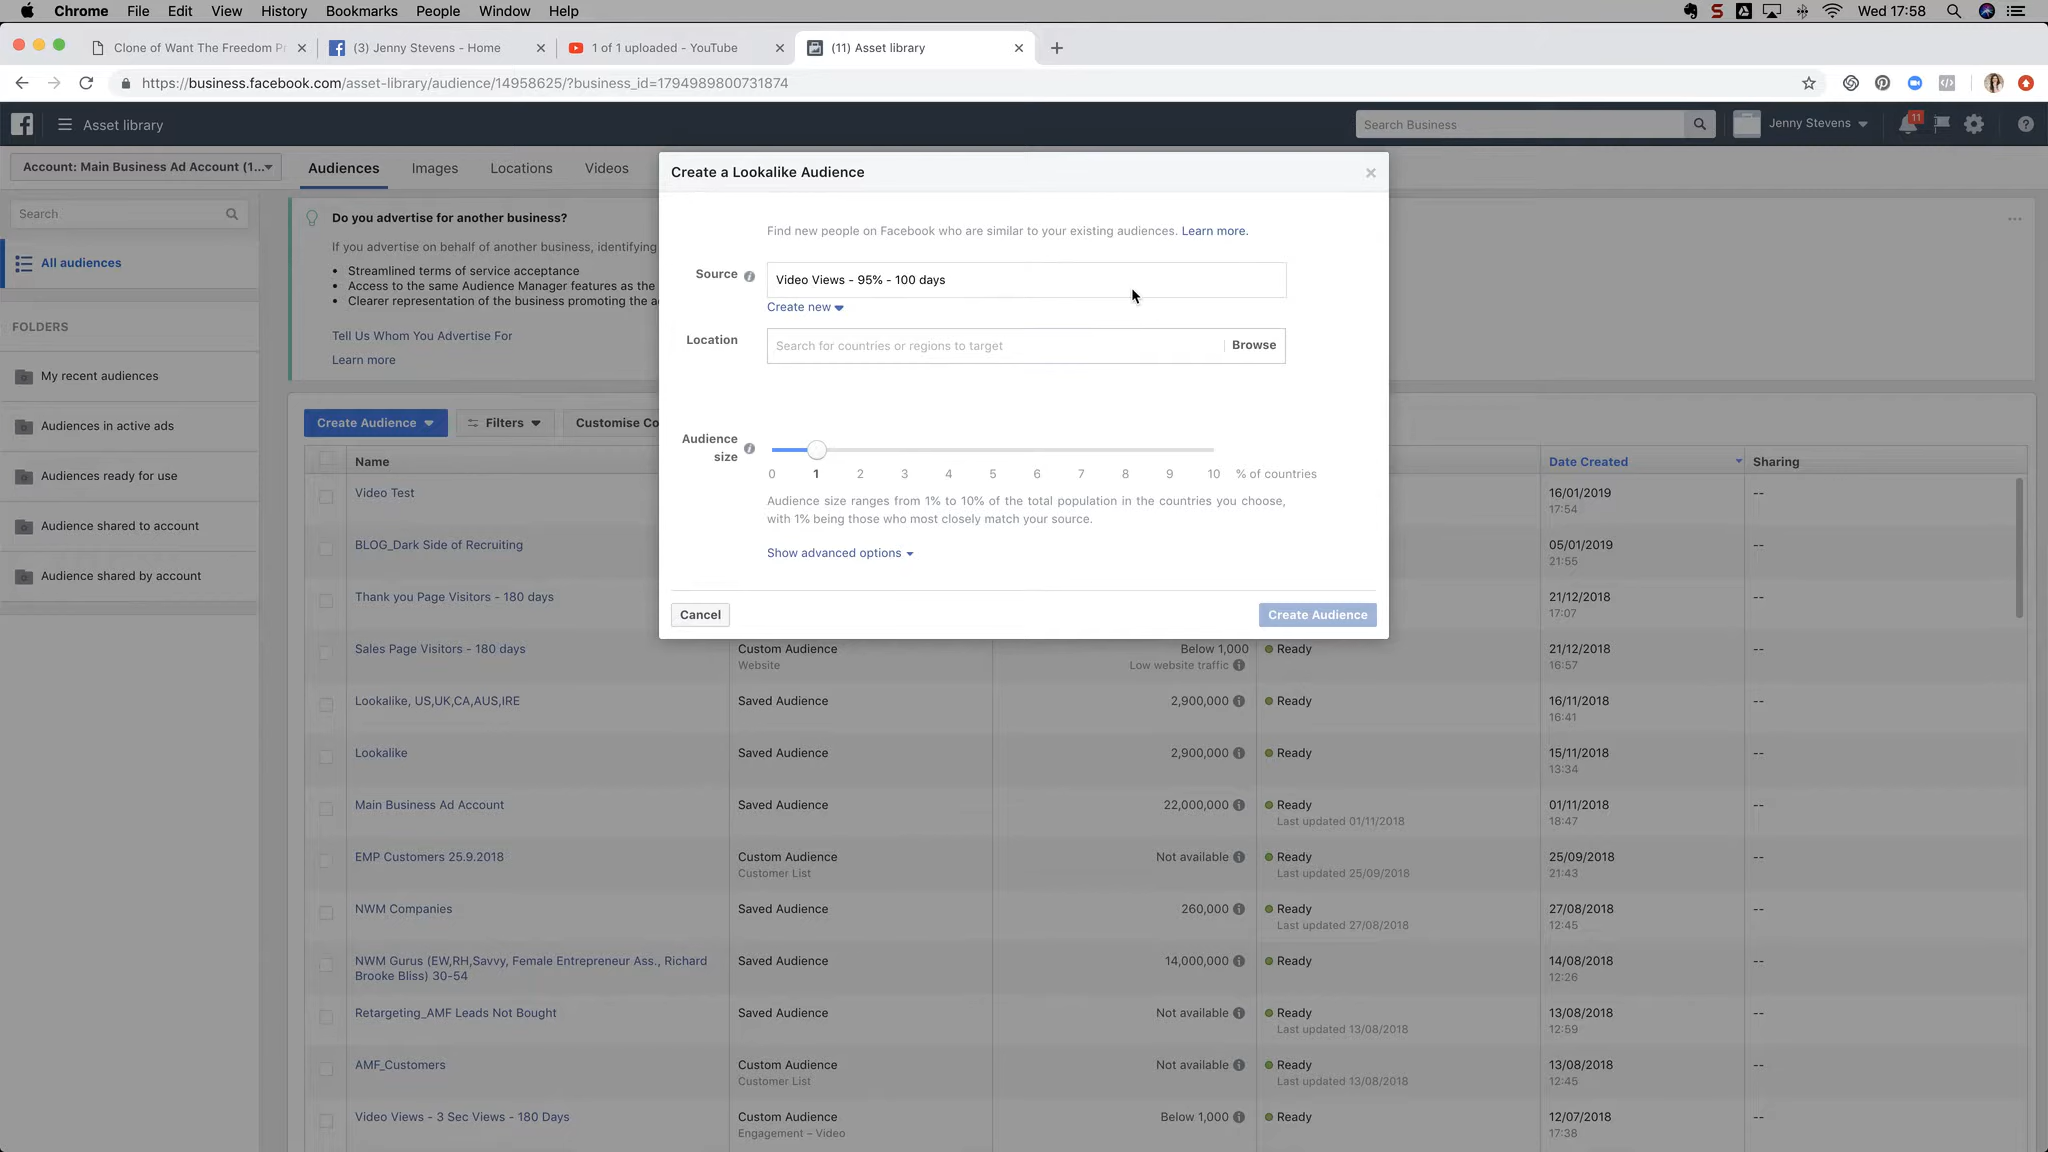 Chrome File Edit View History Bookmarks People Window Help Wed 17:58
Clone of Want The Freedom P
(3) Jenny Stevens - Home
1 of 1 uploaded - YouTube
(11) Asset library
https://business.facebook.com/asset-library/audience/14958625/?business_id=1794989800731874
Asset library
Search Business
Jenny Stevens
11
Account: Main Business Ad Account (1...
Audiences Images Locations Videos
Search
All audiences
FOLDERS
My recent audiences
Audiences in active ads
Audiences ready for use
Audience shared to account
Audience shared by account
Do you advertise for another business?
If you advertise on behalf of another business, identifying
Streamlined terms of service acceptance
Access to the same Audience Manager features as the
Clearer representation of the business promoting the a
Tell Us Whom You Advertise For
Learn more
Create a Lookalike Audience
Find new people on Facebook who are similar to your existing audiences. Learn more.
Source
Video Views - 95% - 100 days
Create new
Location
Search for countries or regions to target
Browse
Audience size
0 1 2 3 4 5 6 7 8 9 10 % of countries
Audience size ranges from 1% to 10% of the total population in the countries you choose,
with 1% being those who most closely match your source.
Show advanced options
Cancel
Create Audience
Create Audience Filters Customise Co
Name Date Created Sharing
Video Test 16/01/2019 --
17:54
BLOG_Dark Side of Recruiting 05/01/2019 --
21:55
Thank you Page Visitors - 180 days 21/12/2018 --
17:07
Sales Page Visitors - 180 days Custom Audience Below 1,000 Ready 21/12/2018 --
Website Low website traffic 16:57
Lookalike, US,UK,CA,AUS,IRE Saved Audience 2,900,000 Ready 16/11/2018 --
16:41
Lookalike Saved Audience 2,900,000 Ready 15/11/2018 --
13:34
Main Business Ad Account Saved Audience 22,000,000 Ready 01/11/2018 --
Last updated 01/11/2018 18:47
EMP Customers 25.9.2018 Custom Audience Not available Ready 25/09/2018 --
Customer List Last updated 25/09/2018 21:43
NWM Companies Saved Audience 260,000 Ready 27/08/2018 --
Last updated 27/08/2018 12:45
NWM Gurus (EW,RH,Savvy, Female Entrepreneur Ass., Richard Saved Audience 14,000,000 Ready 14/08/2018 --
Brooke Bliss) 30-54 12:26
Retargeting_AMF Leads Not Bought Saved Audience Not available Ready 13/08/2018 --
Last updated 13/08/2018 12:59
AMF_Customers Custom Audience Not available Ready 13/08/2018 --
Customer List Last updated 13/08/2018 12:45
Video Views - 3 Sec Views - 180 Days Custom Audience Below 1,000 Ready 12/07/2018 --
Engagement – Video 17:38